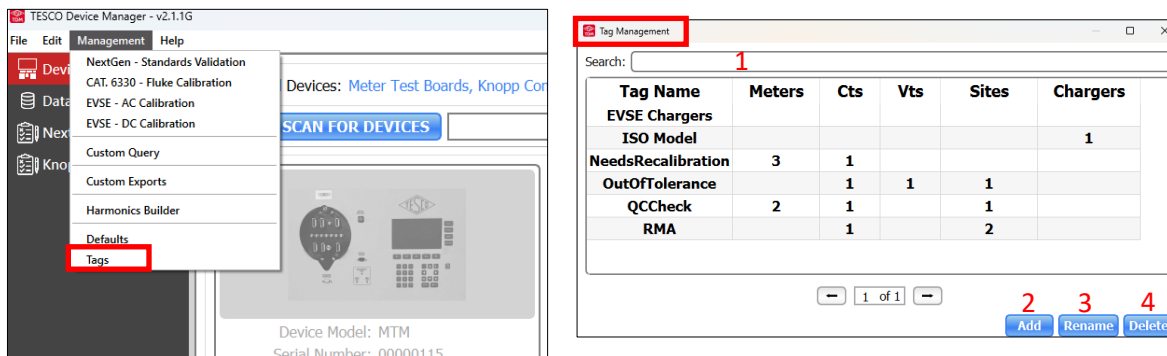 TESCO Device Manager - v2.1.1G
File Edit Management Help
NextGen - Standards Validation
CAT. 6330 - Fluke Calibration
EVSE - AC Calibration
EVSE - DC Calibration
Custom Query
Custom Exports
Harmonics Builder
Defaults
Tags
Devi
Data
Nex
Kno
Devices: Meter Test Boards, Knopp Con
SCAN FOR DEVICES
TESCO
Device Model: MTM
Serial Number: 00000115
Tag Management
Search: 1
Tag Name Meters Cts Vts Sites Chargers
EVSE Chargers
ISO Model 1
NeedsRecalibration 3 1
OutOfTolerance 1 1 1
QCCheck 2 1 1
RMA 1 2
1 of 1
2 3 4
Add Rename Delete